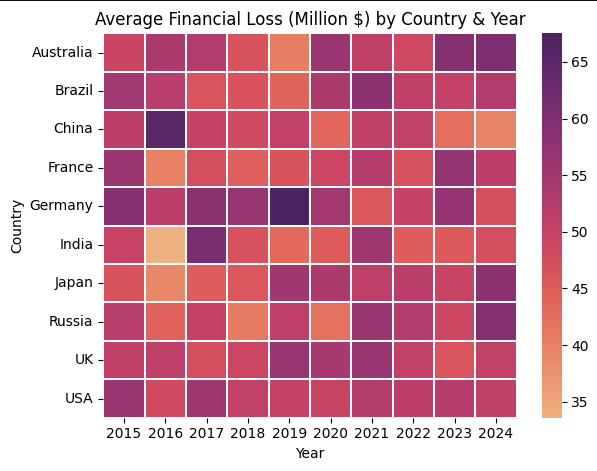 Average Financial Loss (Million $) by Country & Year
Country
Australia
Brazil
China
France
Germany
India
Japan
Russia
UK
USA
2015 2016 2017 2018 2019 2020 2021 2022 2023 2024
Year
65
60
55
50
45
40
35